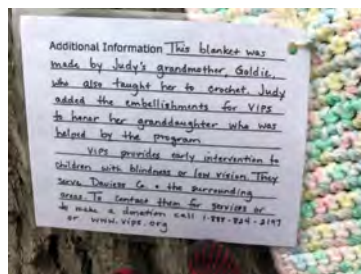 Additional Information This blanket was
made by Judy's grandmother, Goldie,
who also taught her to crochet. Judy
added the embellishments for VIPS
to honor her granddaughter who was
helped by the program
VIPS provides early intervention to
children with blindness or low vision. They
serve Daviess Co. + the surrounding
areas. To contact them for services or
to make a donation call 1-888-824-2197
or www.vips.org